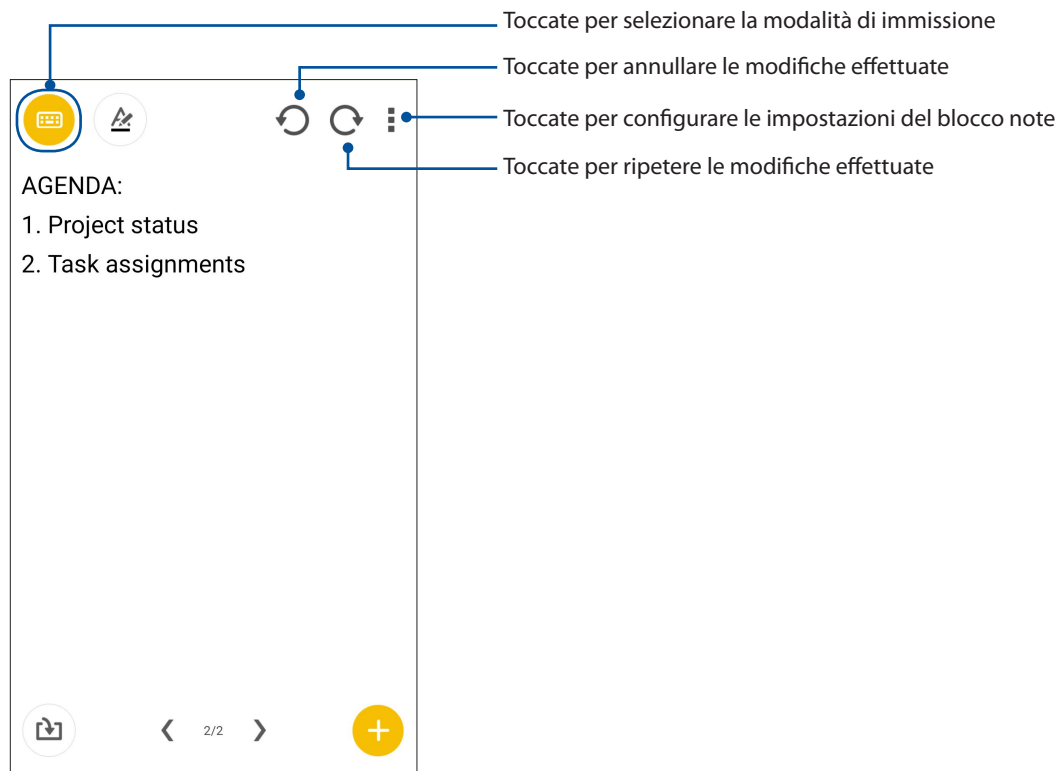 Toccate per selezionare la modalità di immissione
Toccate per annullare le modifiche effettuate
Toccate per configurare le impostazioni del blocco note
Toccate per ripetere le modifiche effettuate
AGENDA:
1. Project status
2. Task assignments
2/2